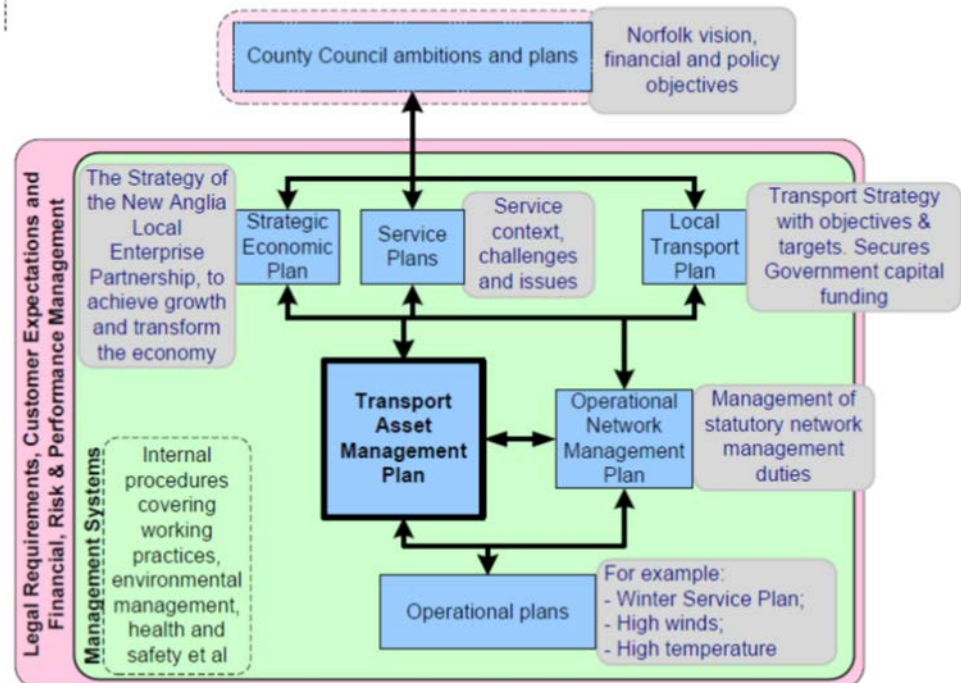 County Council ambitions and plans
Norfolk vision,
financial and policy
objectives
Legal Requirements, Customer Expectations and
Financial, Risk & Performance Management
The Strategy of
the New Anglia
Local
Enterprise
Partnership, to
achieve growth
and transform
the economy
Strategic
Economic
Plan
Service
Plans
Service
context,
challenges
and issues
Local
Transport
Plan
Transport Strategy
with objectives &
targets. Secures
Government capital
funding
Transport
Asset
Management
Plan
Operational
Network
Management
Plan
Management of
statutory network
management
duties
Management Systems
Internal
procedures
covering
working
practices,
environmental
management,
health and
safety et al
Operational plans
For example:
- Winter Service Plan;
- High winds;
- High temperature